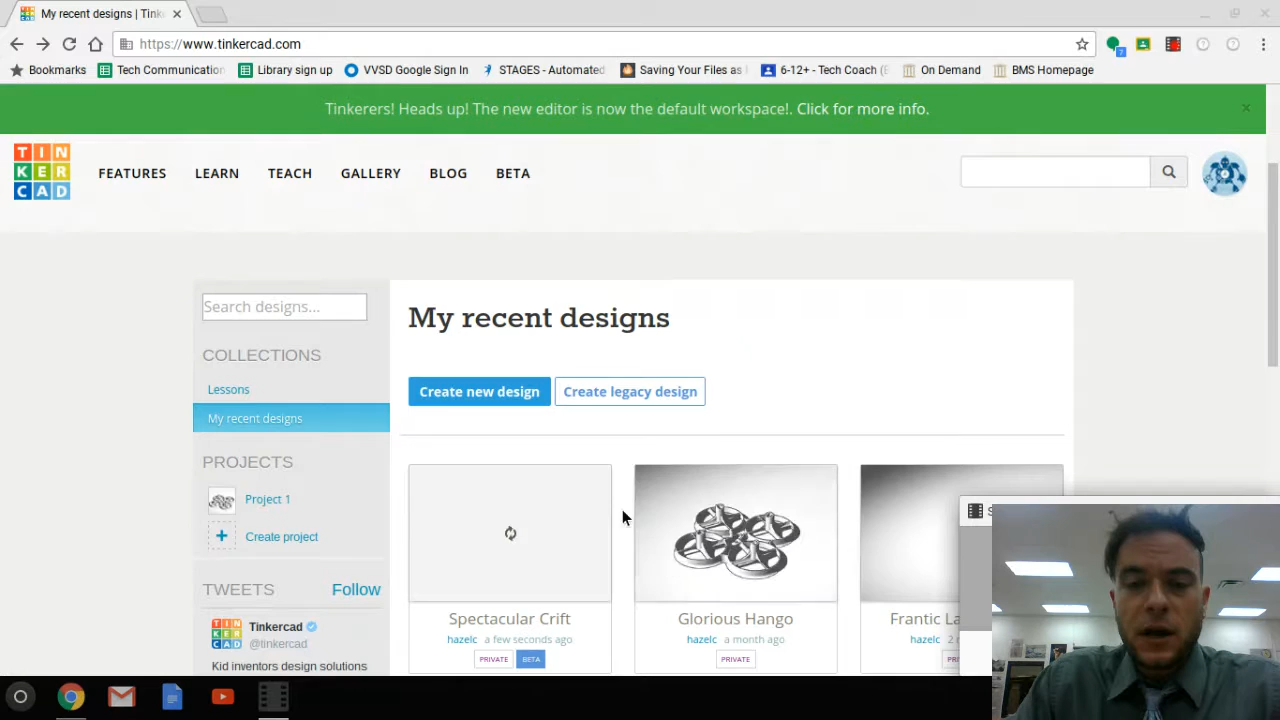 My recent designs | Tink
https://www.tinkercad.com
Bookmarks
Tech Communication
Library sign up
VVSD Google Sign In
STAGES - Automated
Saving Your Files as
6-12+ - Tech Coach (E
On Demand
BMS Homepage
Tinkerers! Heads up! The new editor is now the default workspace!. Click for more info.
TIN
KER
CAD
FEATURES
LEARN
TEACH
GALLERY
BLOG
BETA
Search designs...
My recent designs
COLLECTIONS
Lessons
My recent designs
Create new design
Create legacy design
PROJECTS
Project 1
Create project
TWEETS
Follow
Tinkercad
@tinkercad
Kid inventors design solutions
Spectacular Crift
hazelc a few seconds ago
PRIVATE
BETA
Glorious Hango
hazelc a month ago
PRIVATE
Frantic La
hazelc 2